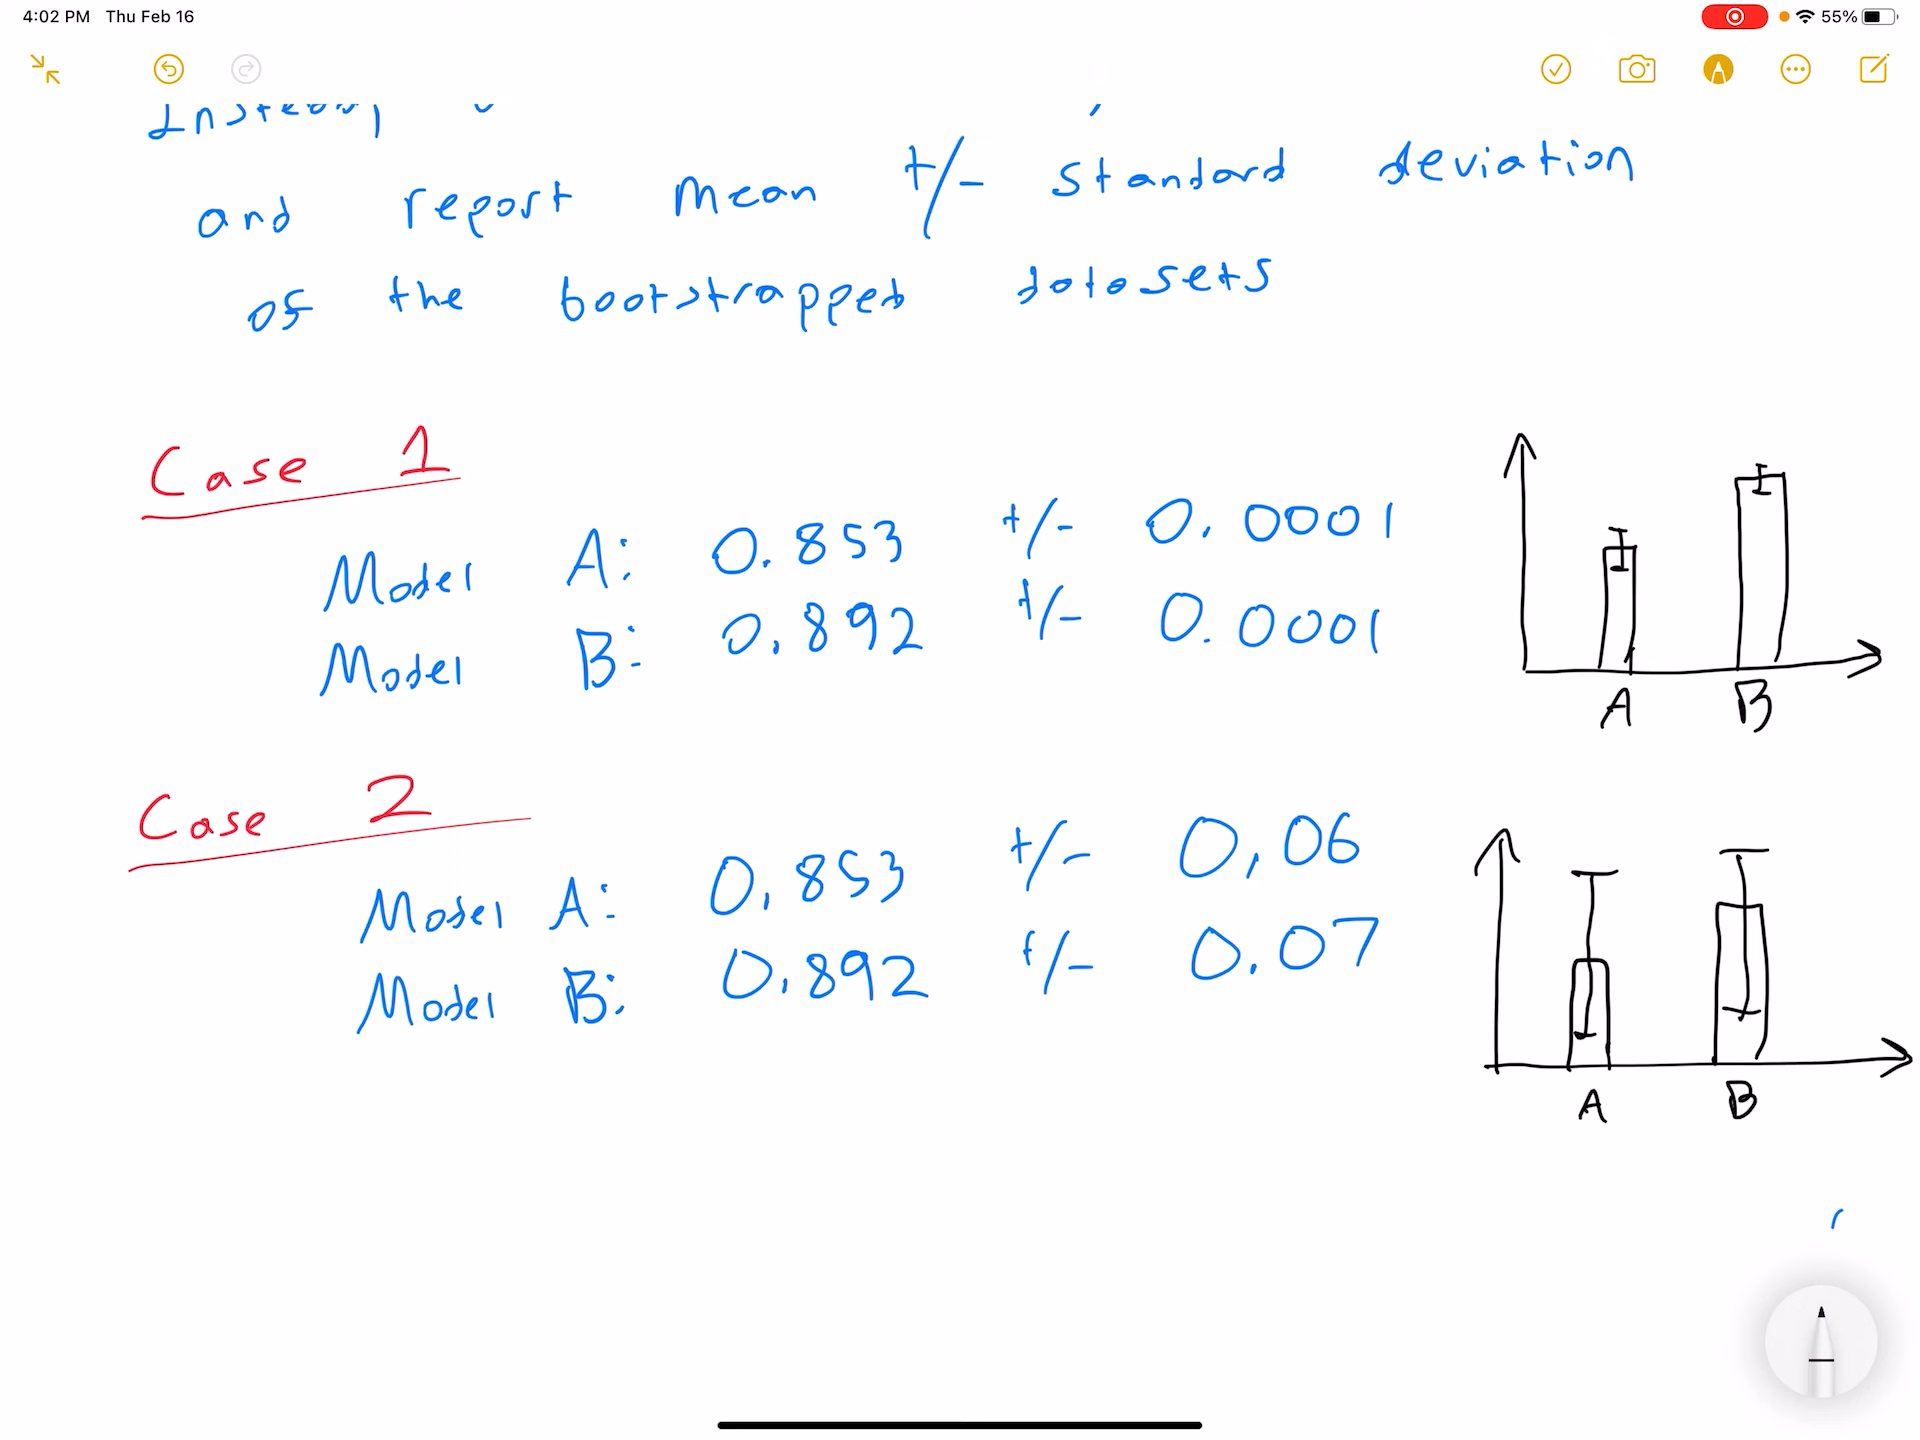 4:02 PM Thu Feb 16 55%
Instead,
and report mean +/- standard deviation
of the bootstrapped datasets
Case 1
Model A: 0.853 +/- 0.0001
Model B: 0.892 +/- 0.0001
A B
Case 2
Model A: 0.853 +/- 0.06
Model B: 0.892 +/- 0.07
A B